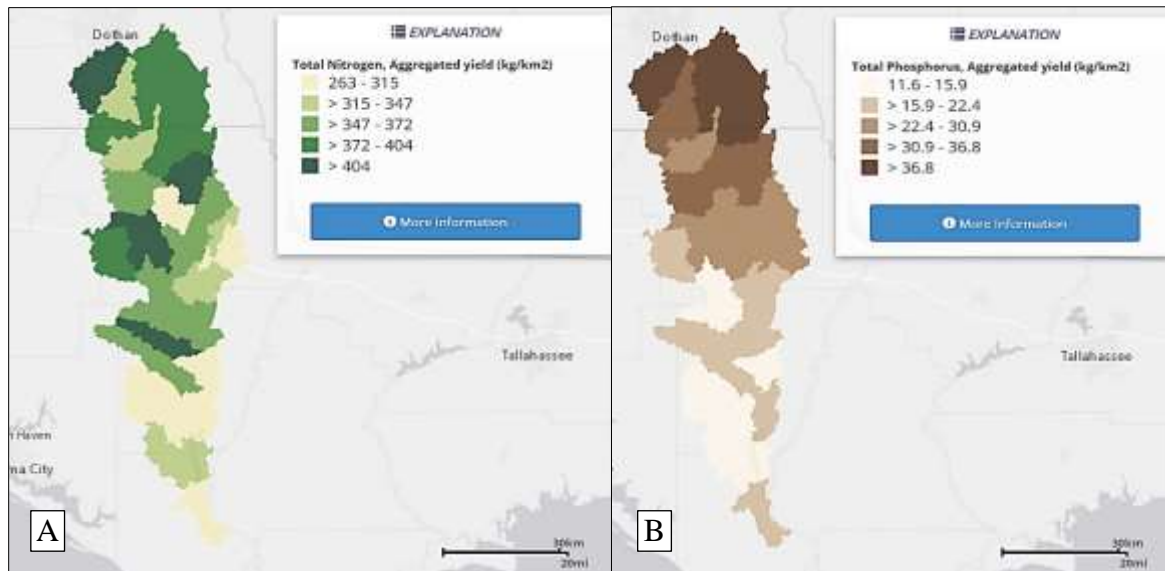 Dothan
EXPLANATION
Total Nitrogen, Aggregated yield (kg/km2)
263 - 315
> 315 - 347
> 347 - 372
> 372 - 404
> 404
More information
Tallahassee
n Haven
ma City
A
30km
20mi
Dothan
EXPLANATION
Total Phosphorus, Aggregated yield (kg/km2)
11.6 - 15.9
> 15.9 - 22.4
> 22.4 - 30.9
> 30.9 - 36.8
> 36.8
More information
Tallahassee
B
30km
20mi